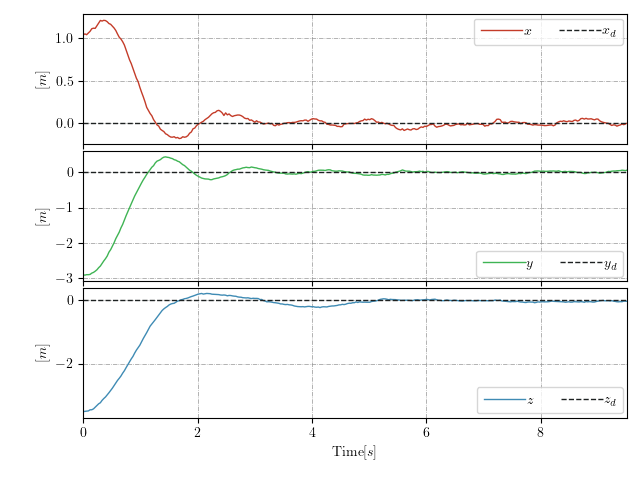 1.0
0.5
0.0
[m]
x x_d
0
−1
−2
−3
[m]
y y_d
0
−2
[m]
z z_d
0 2 4 6 8
Time[s]